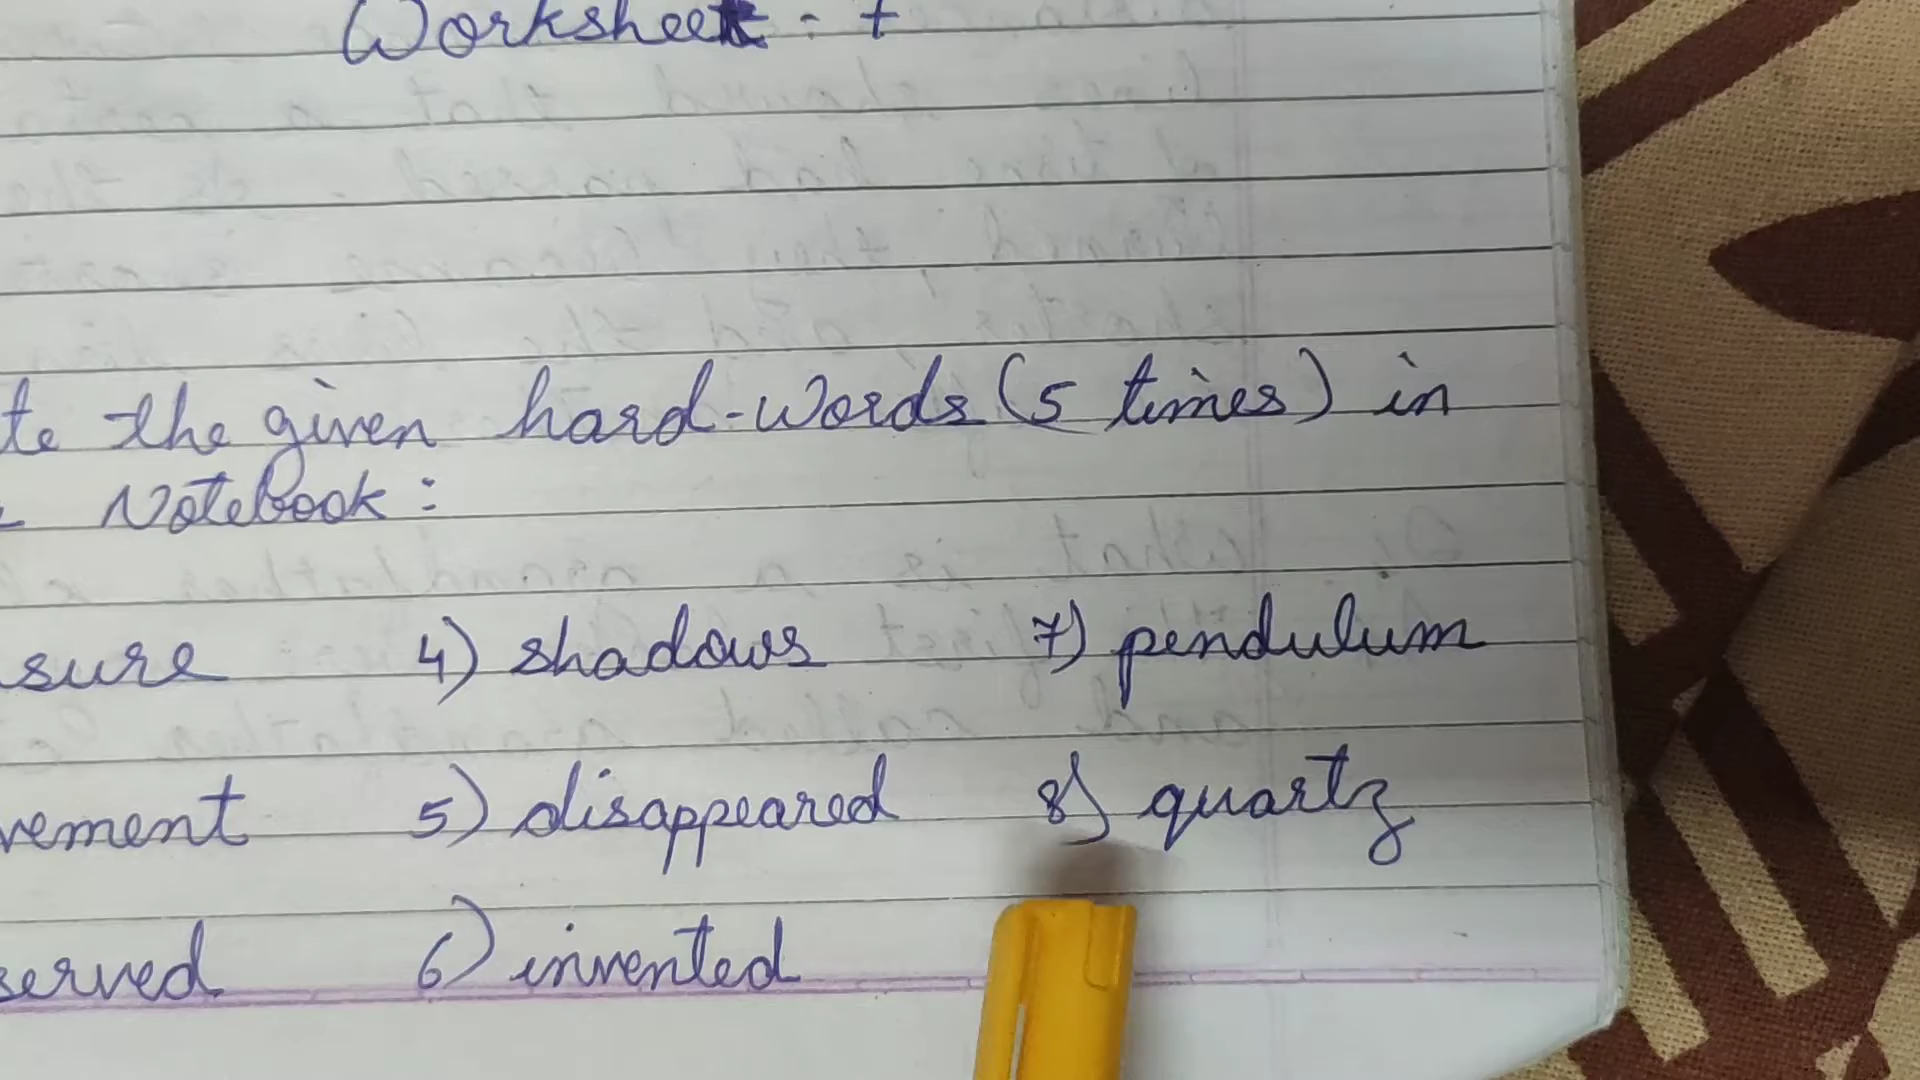 Worksheet : +
the given hard-words (5 times) in
Notebook :
sure 4) shadows 7) pendulum
vement 5) disappeared 8) quartz
served 6) invented